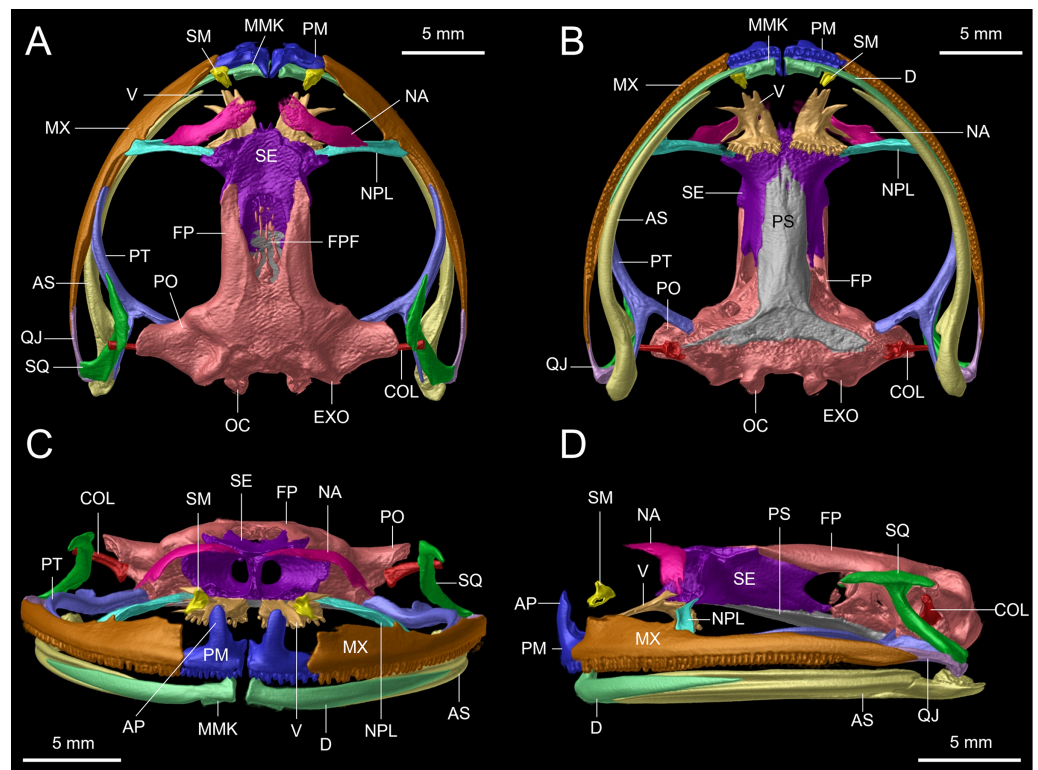 A
MMK
PM
SM
5 mm
V
NA
MX
SE
NPL
FP
FPF
PT
AS
PO
QJ
SQ
COL
OC
EXO
B
MMK
PM
SM
5 mm
MX
V
D
NA
NPL
SE
PS
AS
PT
PO
FP
QJ
COL
OC
EXO
C
COL
SM
SE
FP
NA
PO
PT
SQ
PM
MX
AP
MMK
V
D
NPL
AS
5 mm
D
SM
NA
PS
FP
SQ
V
SE
AP
COL
NPL
MX
PM
D
AS
QJ
5 mm